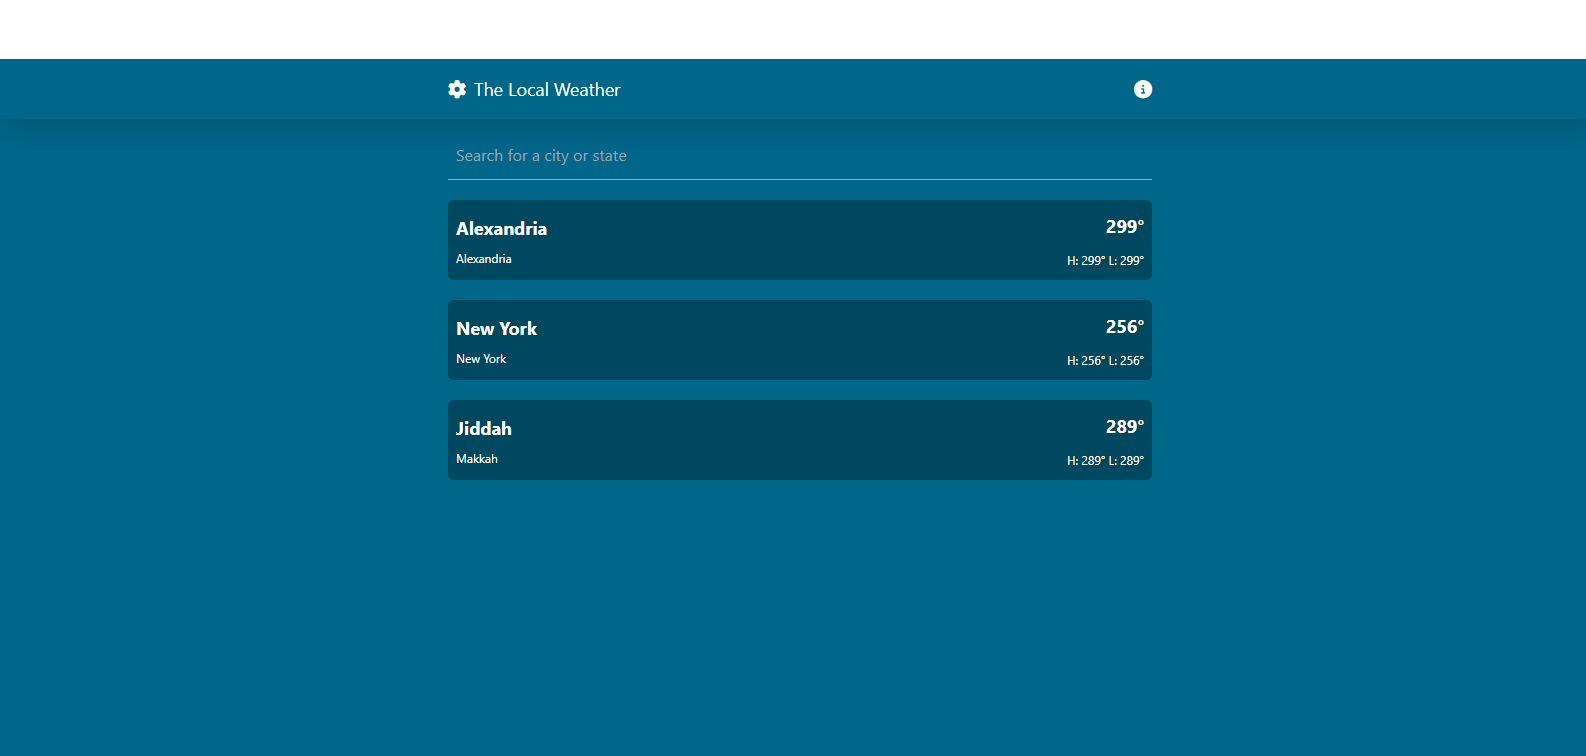 The Local Weather
Search for a city or state
Alexandria 299°
Alexandria H: 299° L: 299°
New York 256°
New York H: 256° L: 256°
Jiddah 289°
Makkah H: 289° L: 289°